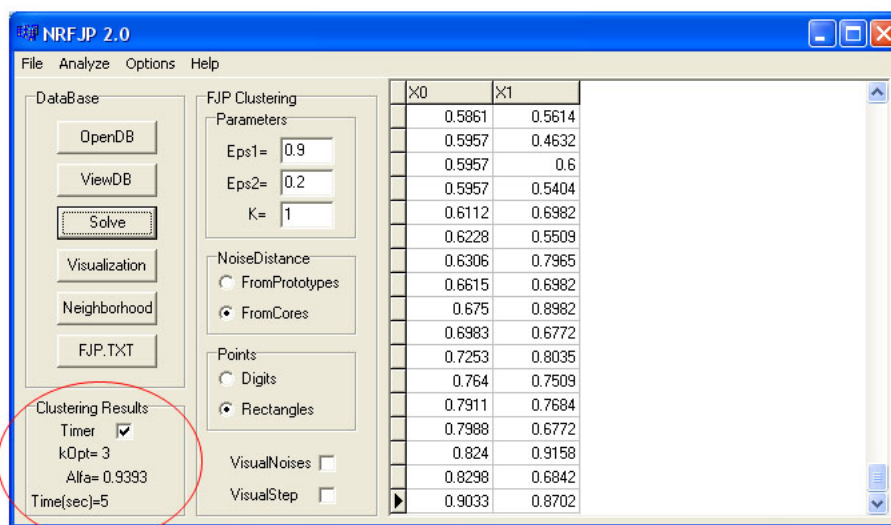 NRFJP 2.0
File Analyze Options Help
DataBase
OpenDB
ViewDB
Solve
Visualization
Neighborhood
FJP.TXT
Clustering Results
Timer
kOpt= 3
Alfa= 0.9393
Time(sec)=5
FJP Clustering
Parameters
Eps1= 0.9
Eps2= 0.2
K= 1
NoiseDistance
FromPrototypes
FromCores
Points
Digits
Rectangles
VisualNoises
VisualStep
X0 X1
0.5861 0.5614
0.5957 0.4632
0.5957 0.6
0.5957 0.5404
0.6112 0.6982
0.6228 0.5509
0.6306 0.7965
0.6615 0.6982
0.675 0.8982
0.6983 0.6772
0.7253 0.8035
0.764 0.7509
0.7911 0.7684
0.7988 0.6772
0.824 0.9158
0.8298 0.6842
0.9033 0.8702